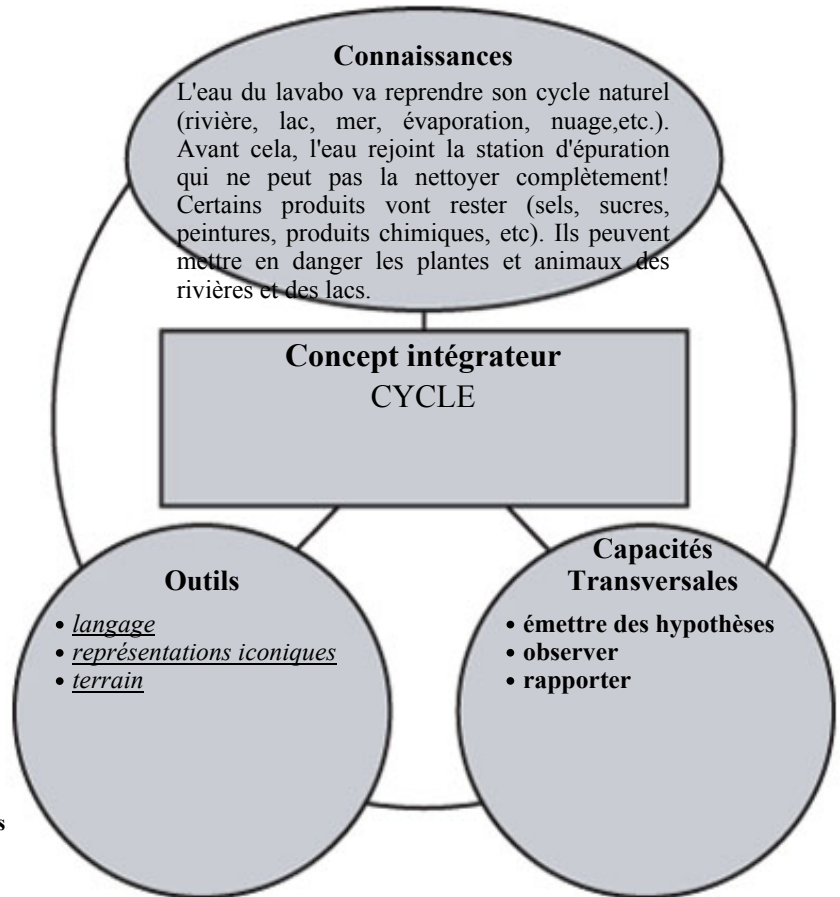 Connaissances
L'eau du lavabo va reprendre son cycle naturel
(rivière, lac, mer, évaporation, nuage,etc.).
Avant cela, l'eau rejoint la station d'épuration
qui ne peut pas la nettoyer complètement!
Certains produits vont rester (sels, sucres,
peintures, produits chimiques, etc). Ils peuvent
mettre en danger les plantes et animaux des
rivières et des lacs.
Concept intégrateur
CYCLE
Outils
• langage
• représentations iconiques
• terrain
Capacités
Transversales
• émettre des hypothèses
• observer
• rapporter